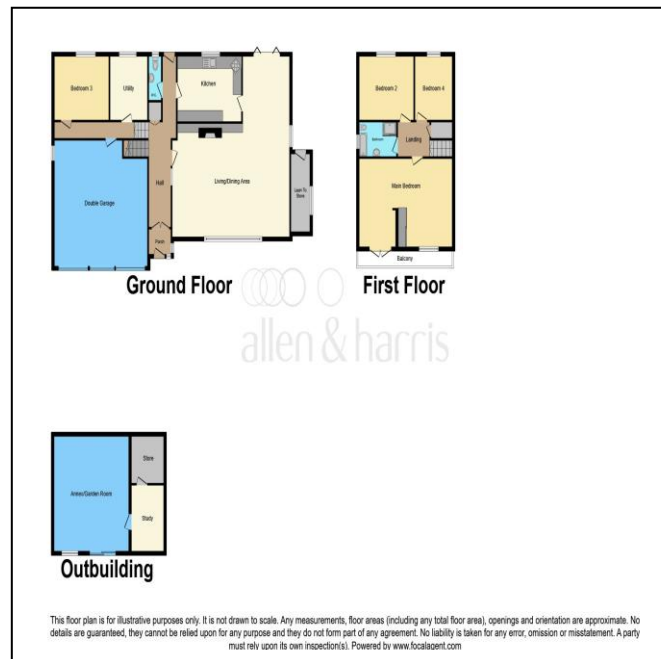 Bedroom 3
Utility
WC
Kitchen
Bedroom 2
Bedroom 4
Bathroom
Landing
Double Garage
Hall
Living/Dining Area
Lean To
Store
Main Bedroom
Porch
Balcony
Ground Floor
First Floor
allen & harris
Annex/Garden Room
Store
Study
Outbuilding
This floor plan is for illustrative purposes only. It is not drawn to scale. Any measurements, floor areas (including any total floor area), openings and orientation are approximate. No
details are guaranteed, they cannot be relied upon for any purpose and they do not form part of any agreement. No liability is taken for any error, omission or misstatement. A party
must rely upon its own inspection(s). Powered by www.focalagent.com